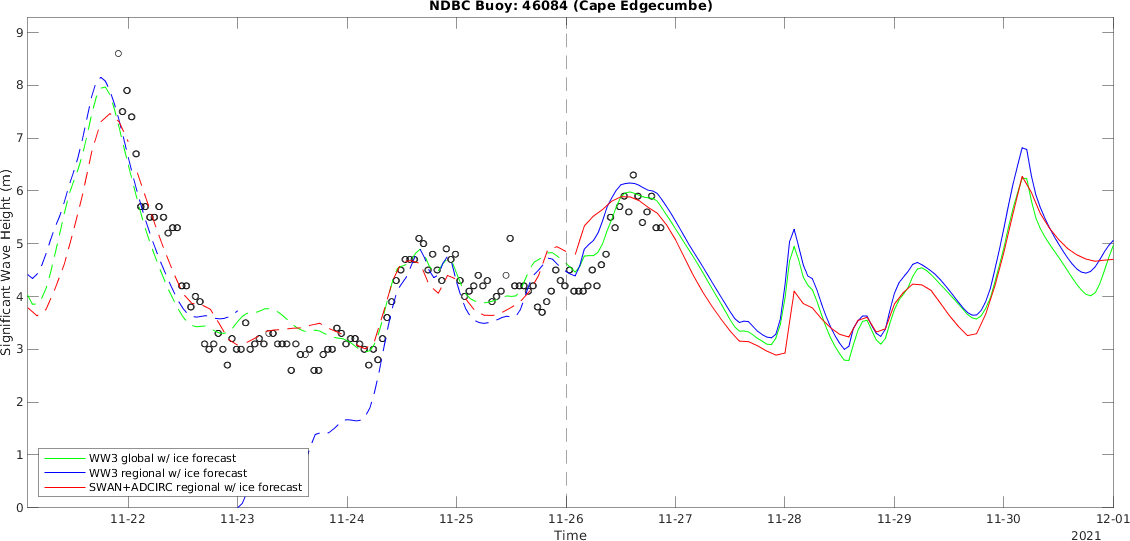 NDBC Buoy: 46084 (Cape Edgecumbe)
9
8
7
6
5
4
3
2
1
0
Significant Wave Height (m)
WW3 global w/ ice forecast
WW3 regional w/ ice forecast
SWAN+ADCIRC regional w/ ice forecast
11-22 11-23 11-24 11-25 11-26 11-27 11-28 11-29 11-30 12-01
Time
2021